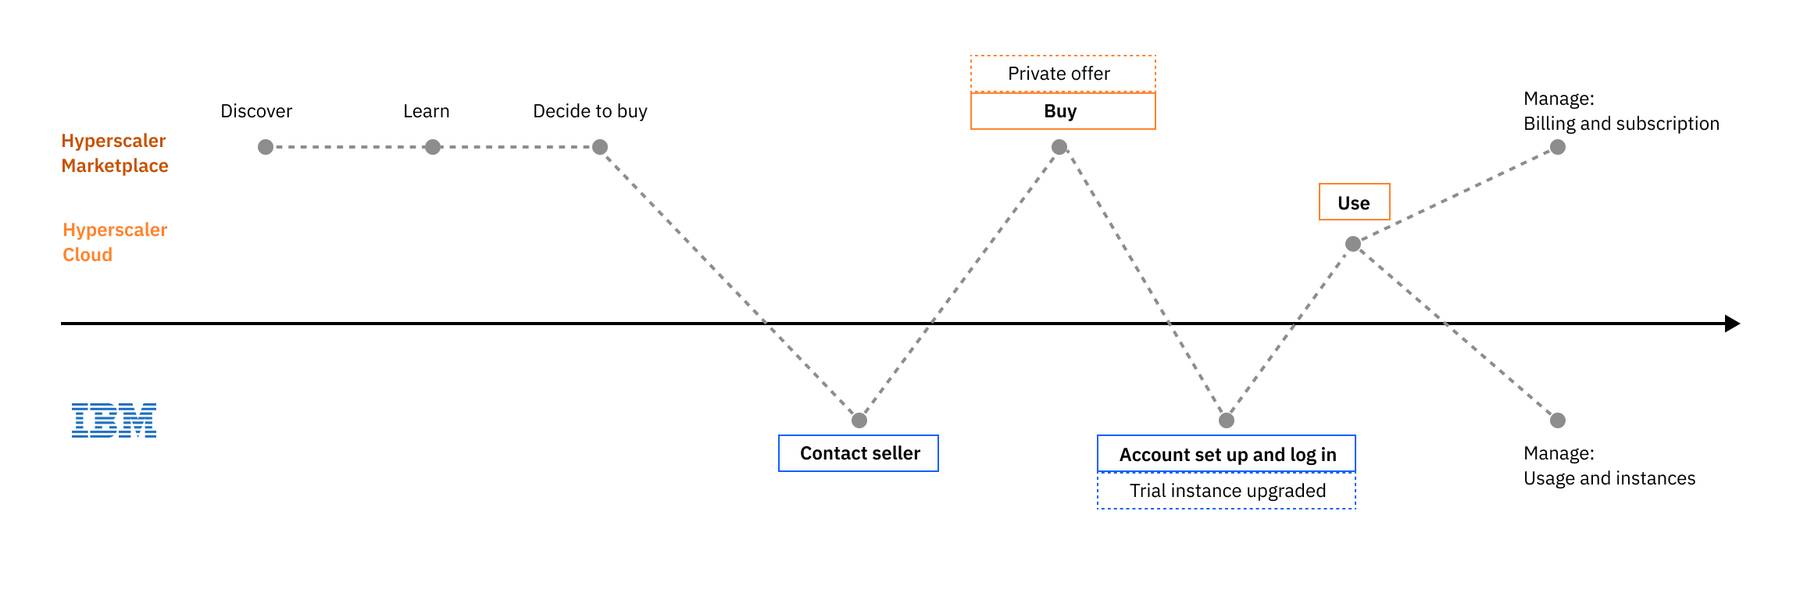 Private offer
Discover
Learn
Decide to buy
Buy
Manage:
Billing and subscription
Hyperscaler
Marketplace
Use
Hyperscaler
Cloud
IBM
Contact seller
Account set up and log in
Trial instance upgraded
Manage:
Usage and instances